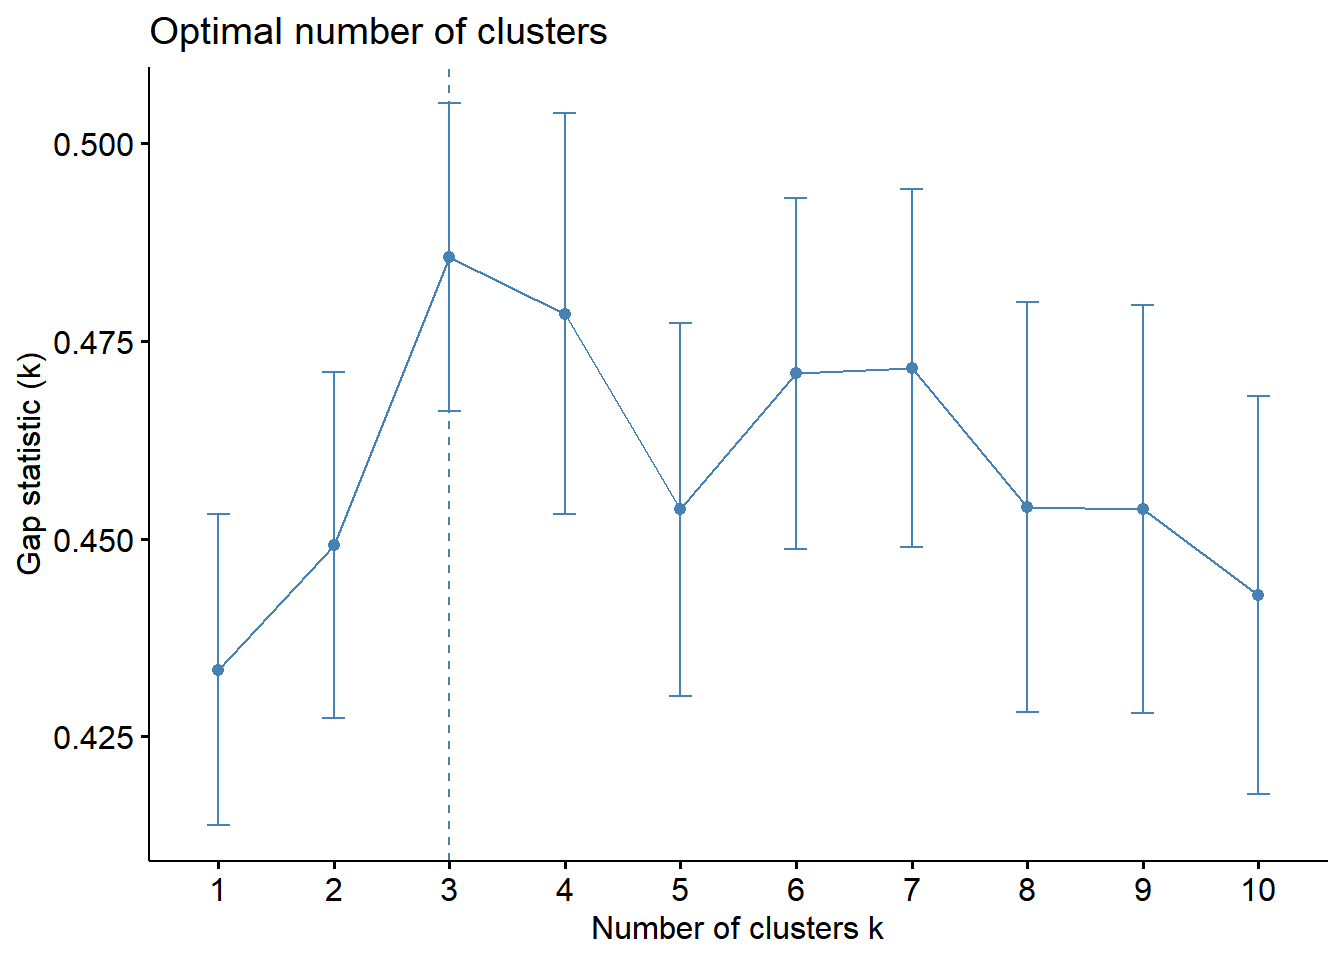 Optimal number of clusters
Gap statistic (k)
0.500
0.475
0.450
0.425
1 2 3 4 5 6 7 8 9 10
Number of clusters k